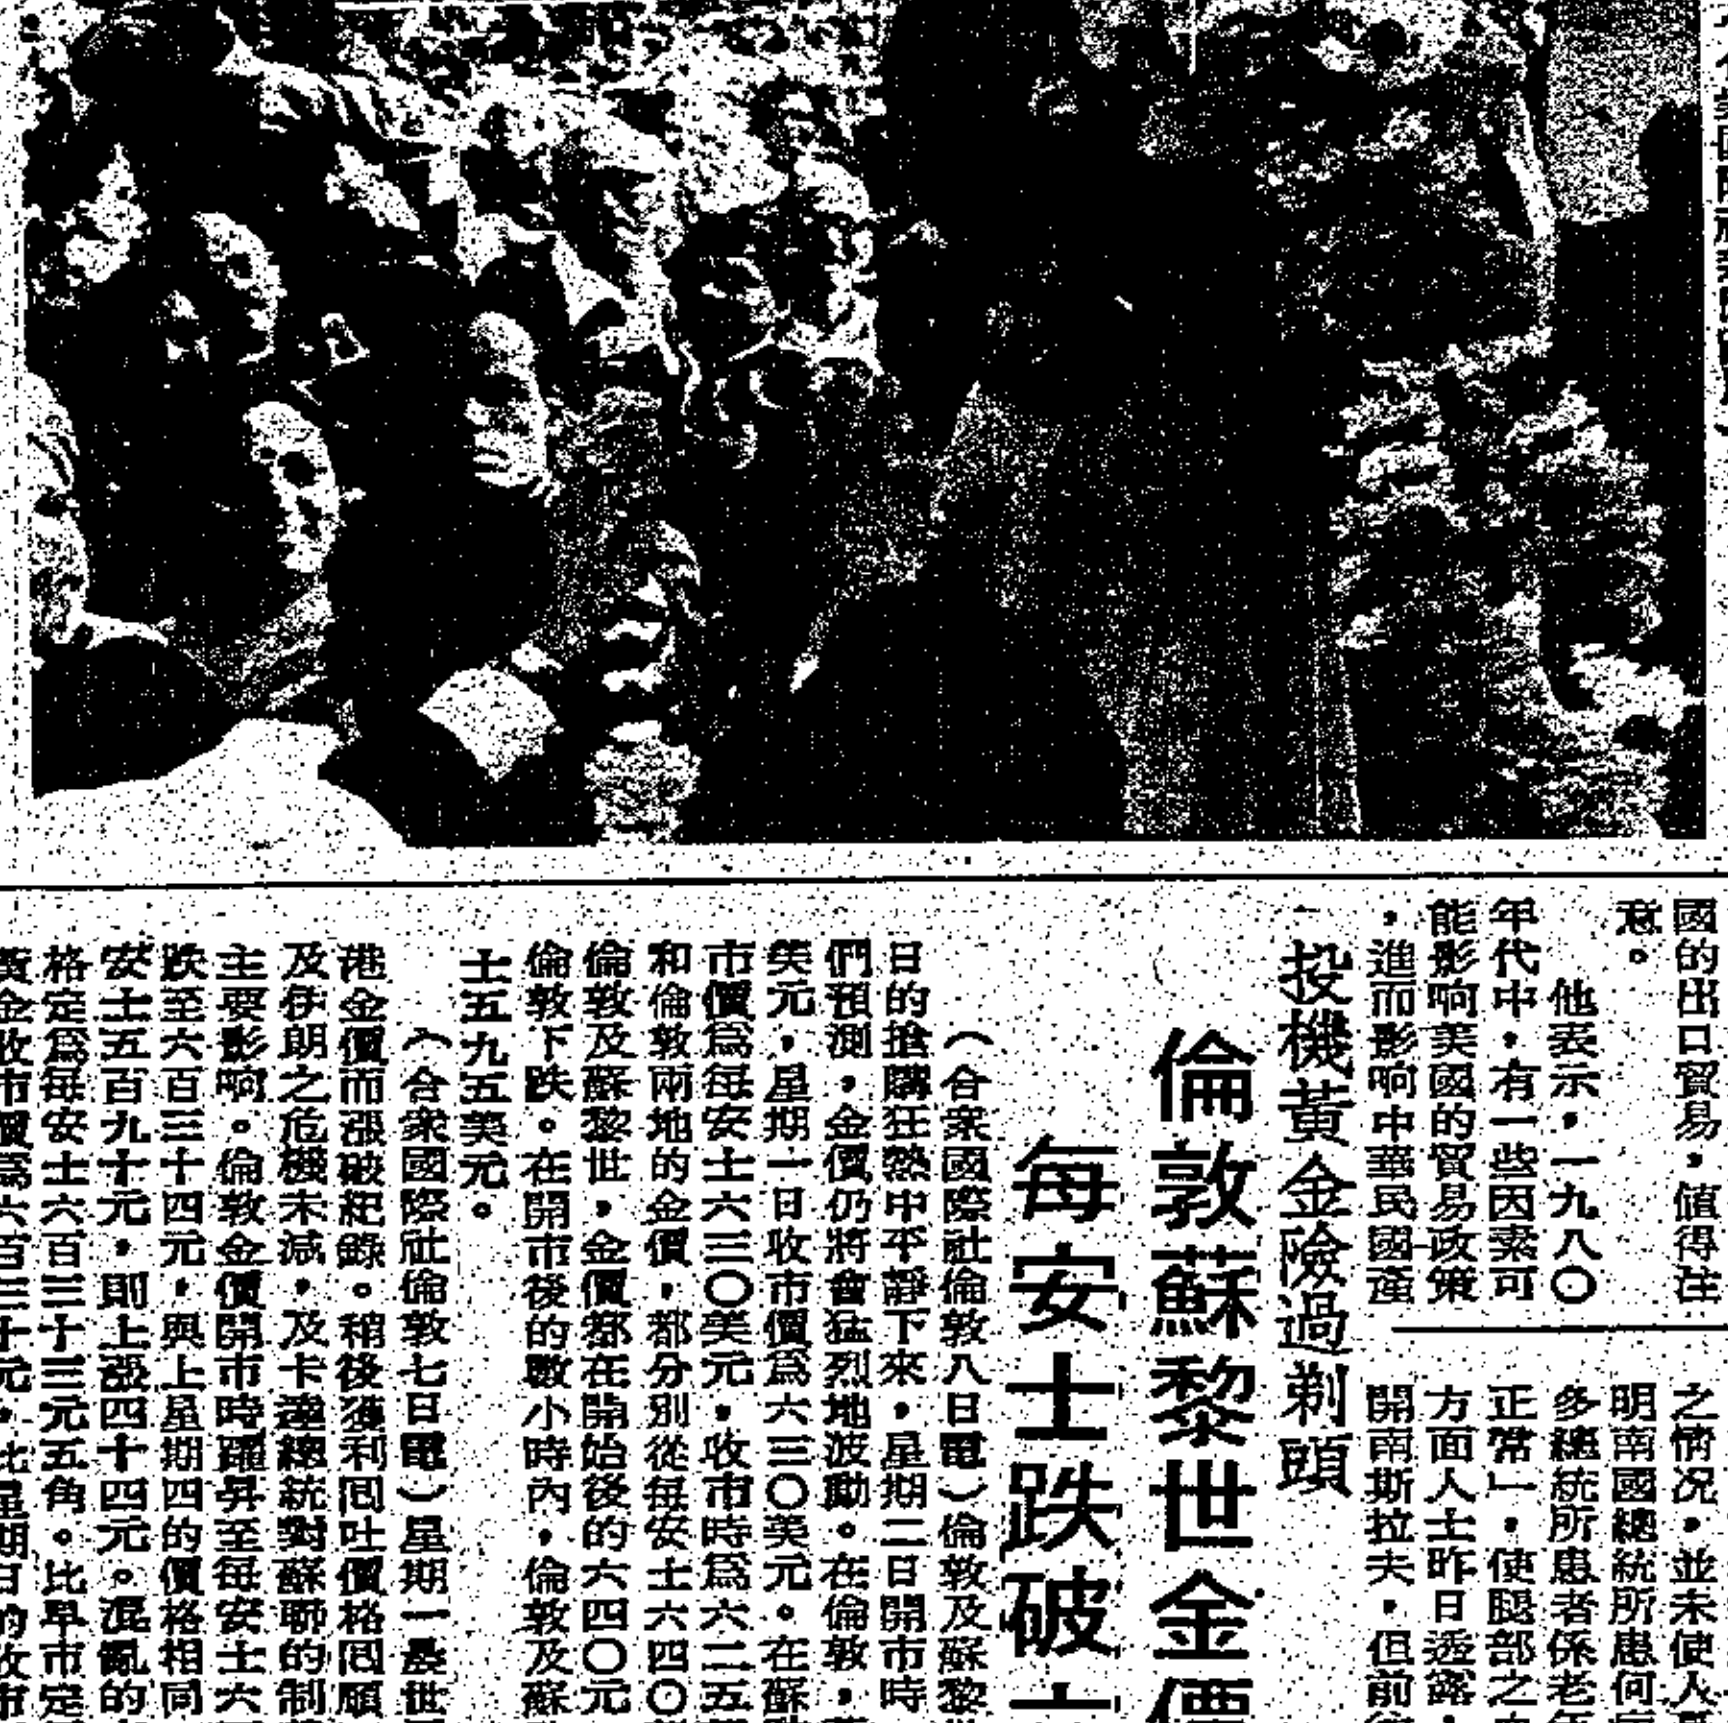 國的出口貿易，值得注
意。
他表示，一九八〇
年代中，有一些因素可
能影响美國的貿易政策
，進而影响中華民國產
之情况，並未使人
明南國總統所患何
多總統所患者係老年
正常」，使腿部之
方面人士昨日透露，
開南斯拉夫，但前
投機黃金險過剃頭
倫敦蘇黎世金價
每安士跌破
（合衆國際社倫敦八日電）倫敦及蘇黎
日的搶購狂熱中平靜下來，星期二日開市時
們預測，金價仍將會猛烈地波動。在倫敦，
美元，星期一日收市價爲六三〇美元。在蘇
市價爲每安士六三〇美元，收市時爲六二五
和倫敦兩地的金價，都分別從每安士六四〇
倫敦及蘇黎世，金價都在開始後的六四〇元
倫敦下跌。在開市後的數小時內，倫敦及蘇
士五九五美元。
（合衆國際社倫敦七日電）星期一晨世
港金價而漲破紀錄。稍後獲利囘吐價格囘順
及伊朗之危機未減，及卡達總統對蘇聯的制
主要影响。倫敦金價開市時躍昇至每安士六
跌至六百三十四元，與上星期四的價格相同
安士五百九十元，則上漲四十四元。混亂的
格定爲每安士六百三十三元五角。比早市定
黃金收市價爲六百三十元，比星期日的收市